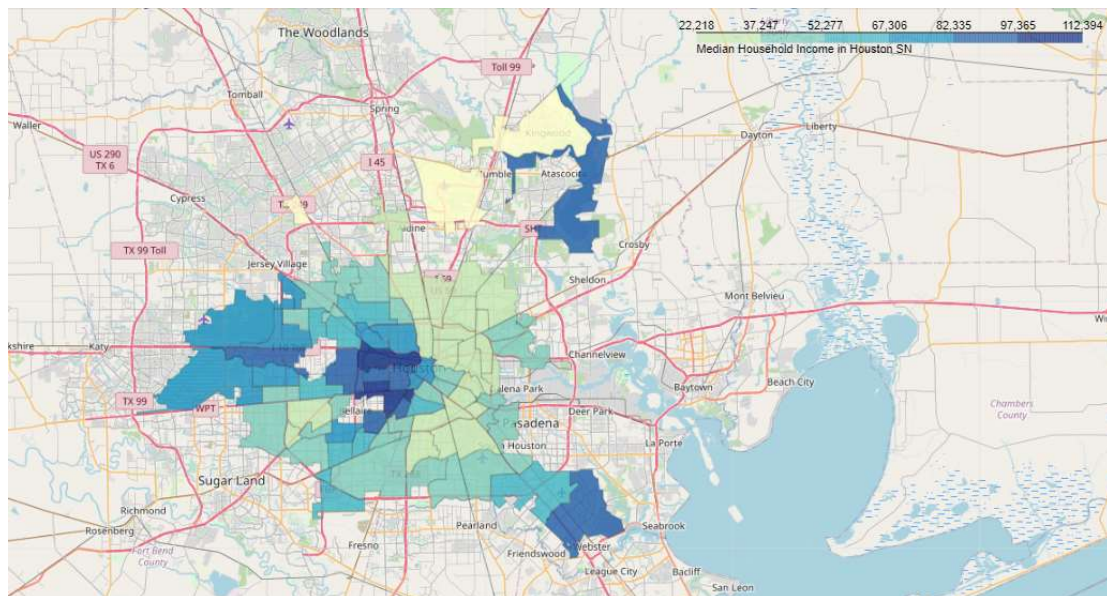 22,218 37,247 52,277 67,306 82,335 97,365 112,394
Median Household Income in Houston SN
The Woodlands
Toll 99
Tomball
Spring
Waller
Dayton
Liberty
US 290
TX 6
I 45
Kingwood
Atascocita
Cypress
Crosby
TX 99 Toll
Jersey Village
Sheldon
Mont Belvieu
Katy
Channelview
Houston
Baytown
Beach City
TX 99
WPT
Deer Park
Chambers
County
Pasadena
La Porte
Houston
Sugar Land
Richmond
Pearland
Seabrook
Rosenberg
Fort Bend
County
Fresno
Friendswood
Webster
League City
Bacliff
San Leon